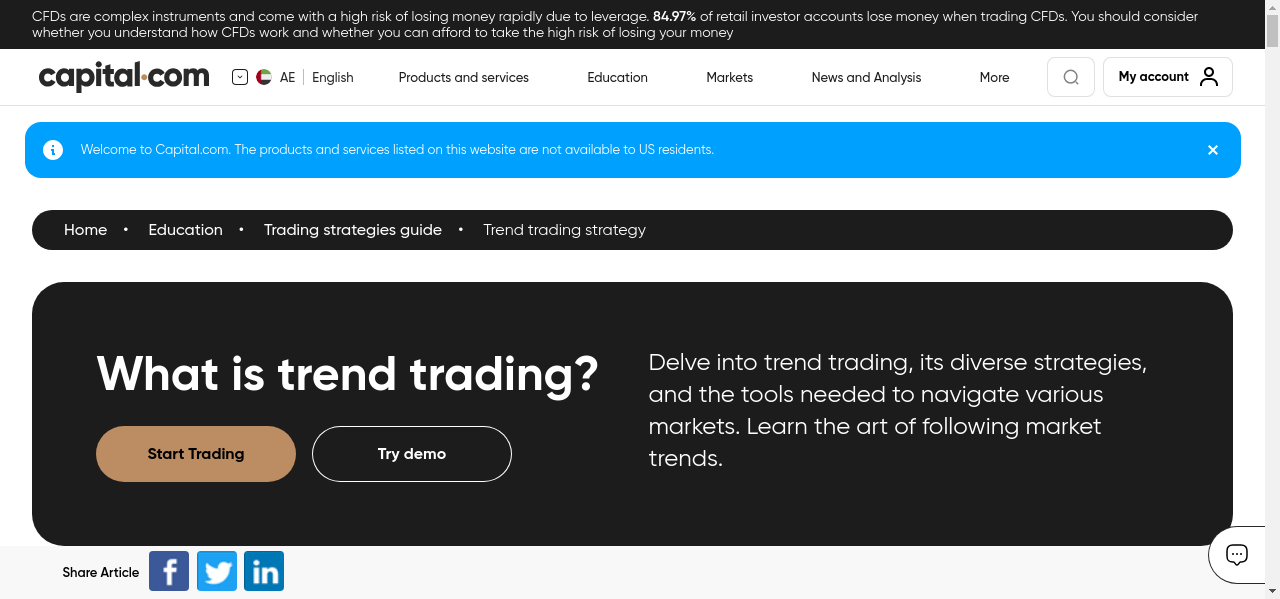 CFDs are complex instruments and come with a high risk of losing money rapidly due to leverage. 84.97% of retail investor accounts lose money when trading CFDs. You should consider
whether you understand how CFDs work and whether you can afford to take the high risk of losing your money
capital.com
AE English
Products and services
Education
Markets
News and Analysis
More
My account
Welcome to Capital.com. The products and services listed on this website are not available to US residents.
Home • Education • Trading strategies guide • Trend trading strategy
What is trend trading?
Start Trading
Try demo
Delve into trend trading, its diverse strategies,
and the tools needed to navigate various
markets. Learn the art of following market
trends.
Share Article